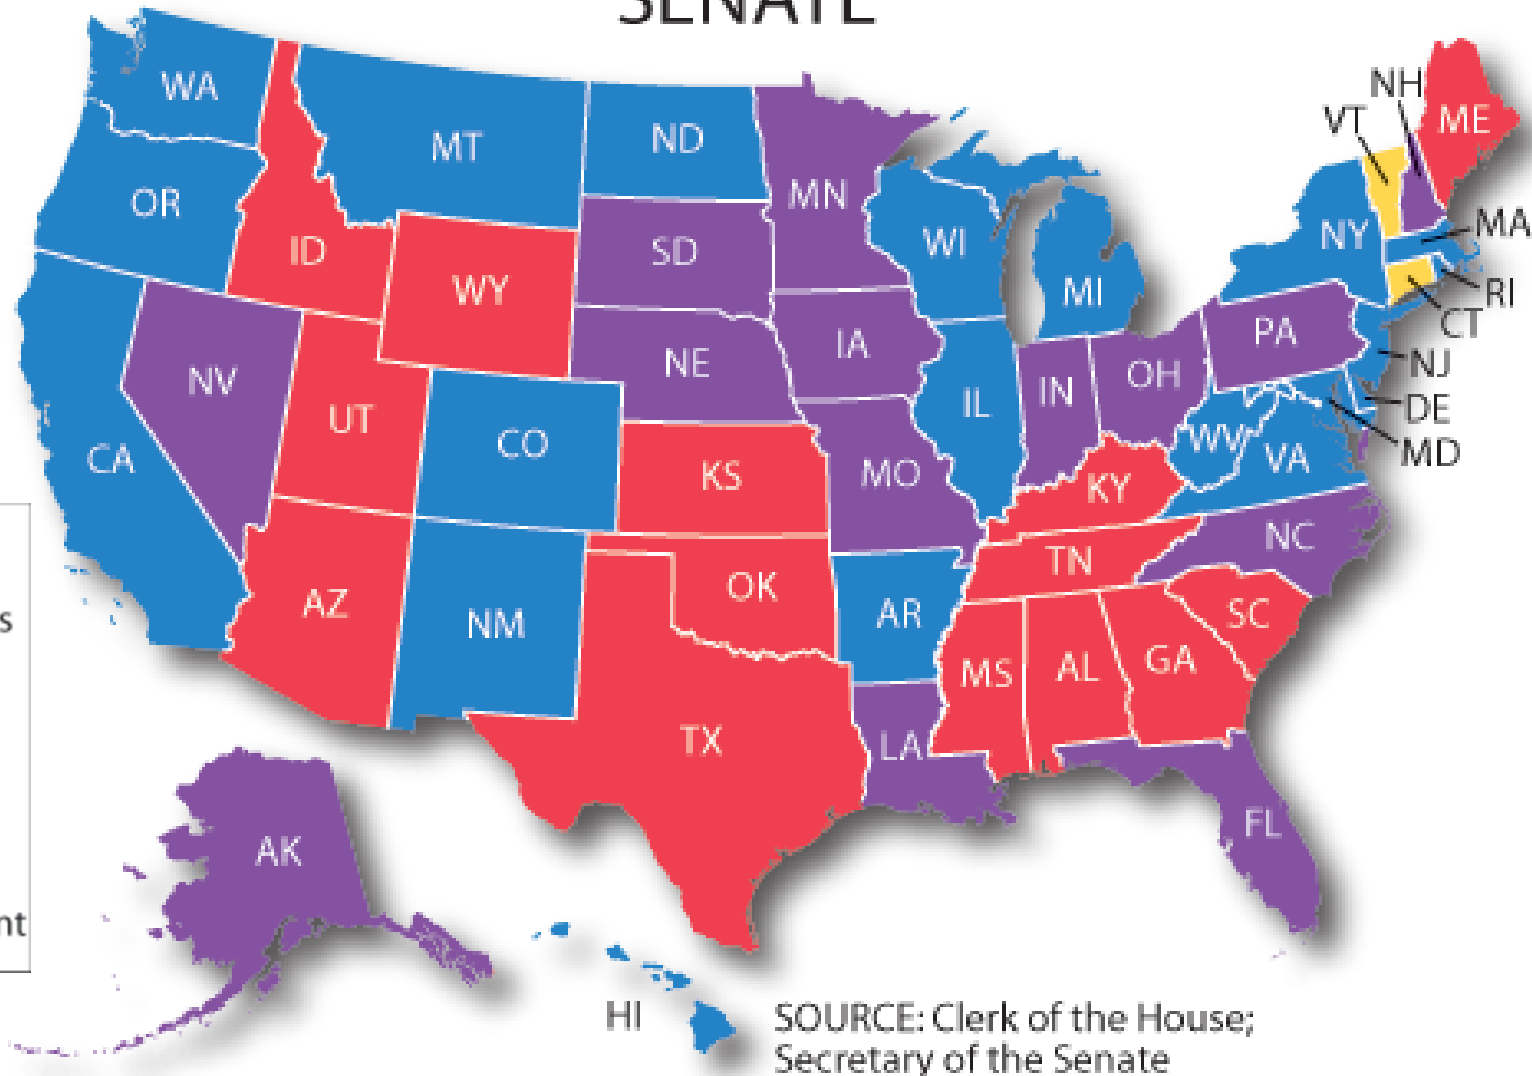 SENATE
WA
MT
ND
MN
OR
ID
WY
SD
WI
MI
NY
VT
NH
ME
MA
RI
CT
NJ
DE
MD
PA
NV
UT
CO
NE
IA
IL
IN
OH
WV
VA
CA
KS
MO
KY
NC
AZ
NM
OK
AR
TN
SC
MS
AL
GA
TX
LA
FL
AK
HI
s
nt
SOURCE: Clerk of the House;
Secretary of the Senate